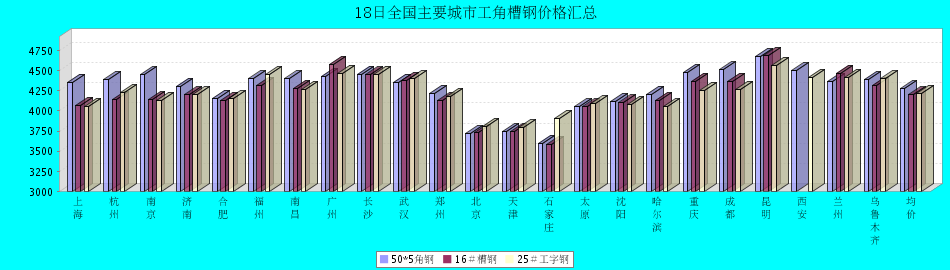 18日全国主要城市工角槽钢价格汇总
4750
4500
4250
4000
3750
3500
3250
3000
上海
杭州
南京
济南
合肥
福州
南昌
广州
长沙
武汉
郑州
北京
天津
石家庄
太原
沈阳
哈尔滨
重庆
成都
昆明
西安
兰州
乌鲁木齐
均价
50*5角钢 16#槽钢 25#工字钢